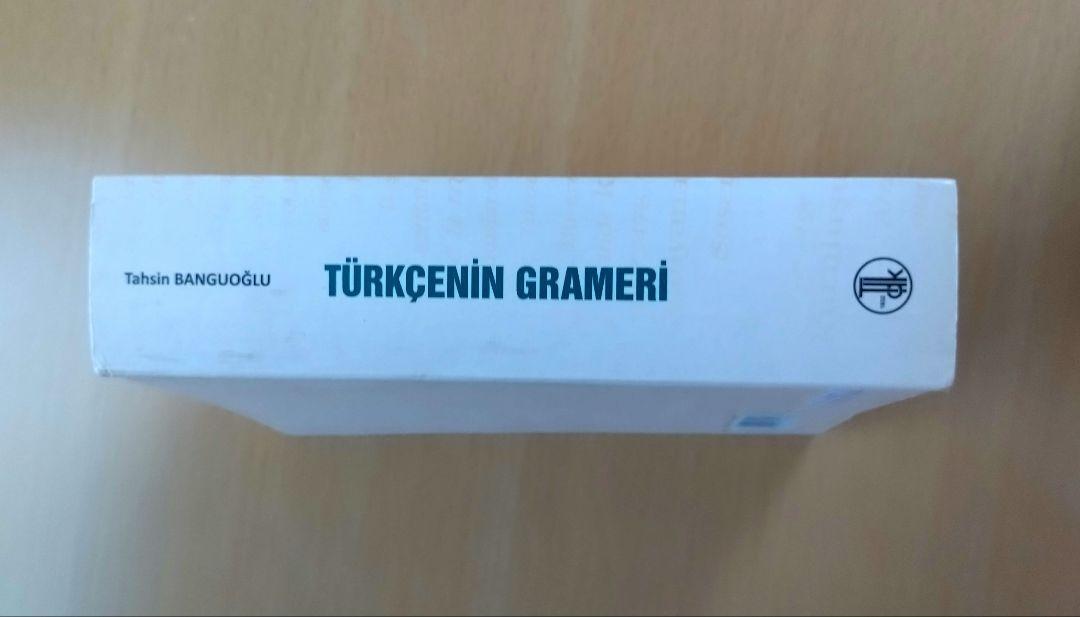 Tahsin BANGUOĞLU
TÜRKÇENİN GRAMERİ